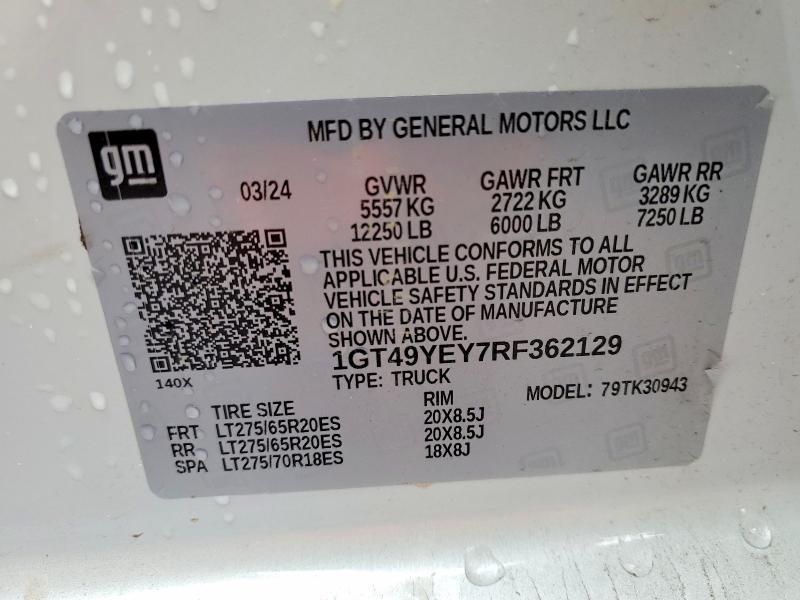 gm
MFD BY GENERAL MOTORS LLC
03/24
GVWR
5557 KG
12250 LB
GAWR FRT
2722 KG
6000 LB
GAWR RR
3289 KG
7250 LB
THIS VEHICLE CONFORMS TO ALL
APPLICABLE U.S. FEDERAL MOTOR
VEHICLE SAFETY STANDARDS IN EFFECT
ON THE DATE OF MANUFACTURE
SHOWN ABOVE.
140X
1GT49YEY7RF362129
TYPE: TRUCK
MODEL: 79TK30943
TIRE SIZE RIM
FRT LT275/65R20ES 20X8.5J
RR LT275/65R20ES 20X8.5J
SPA LT275/70R18ES 18X8J